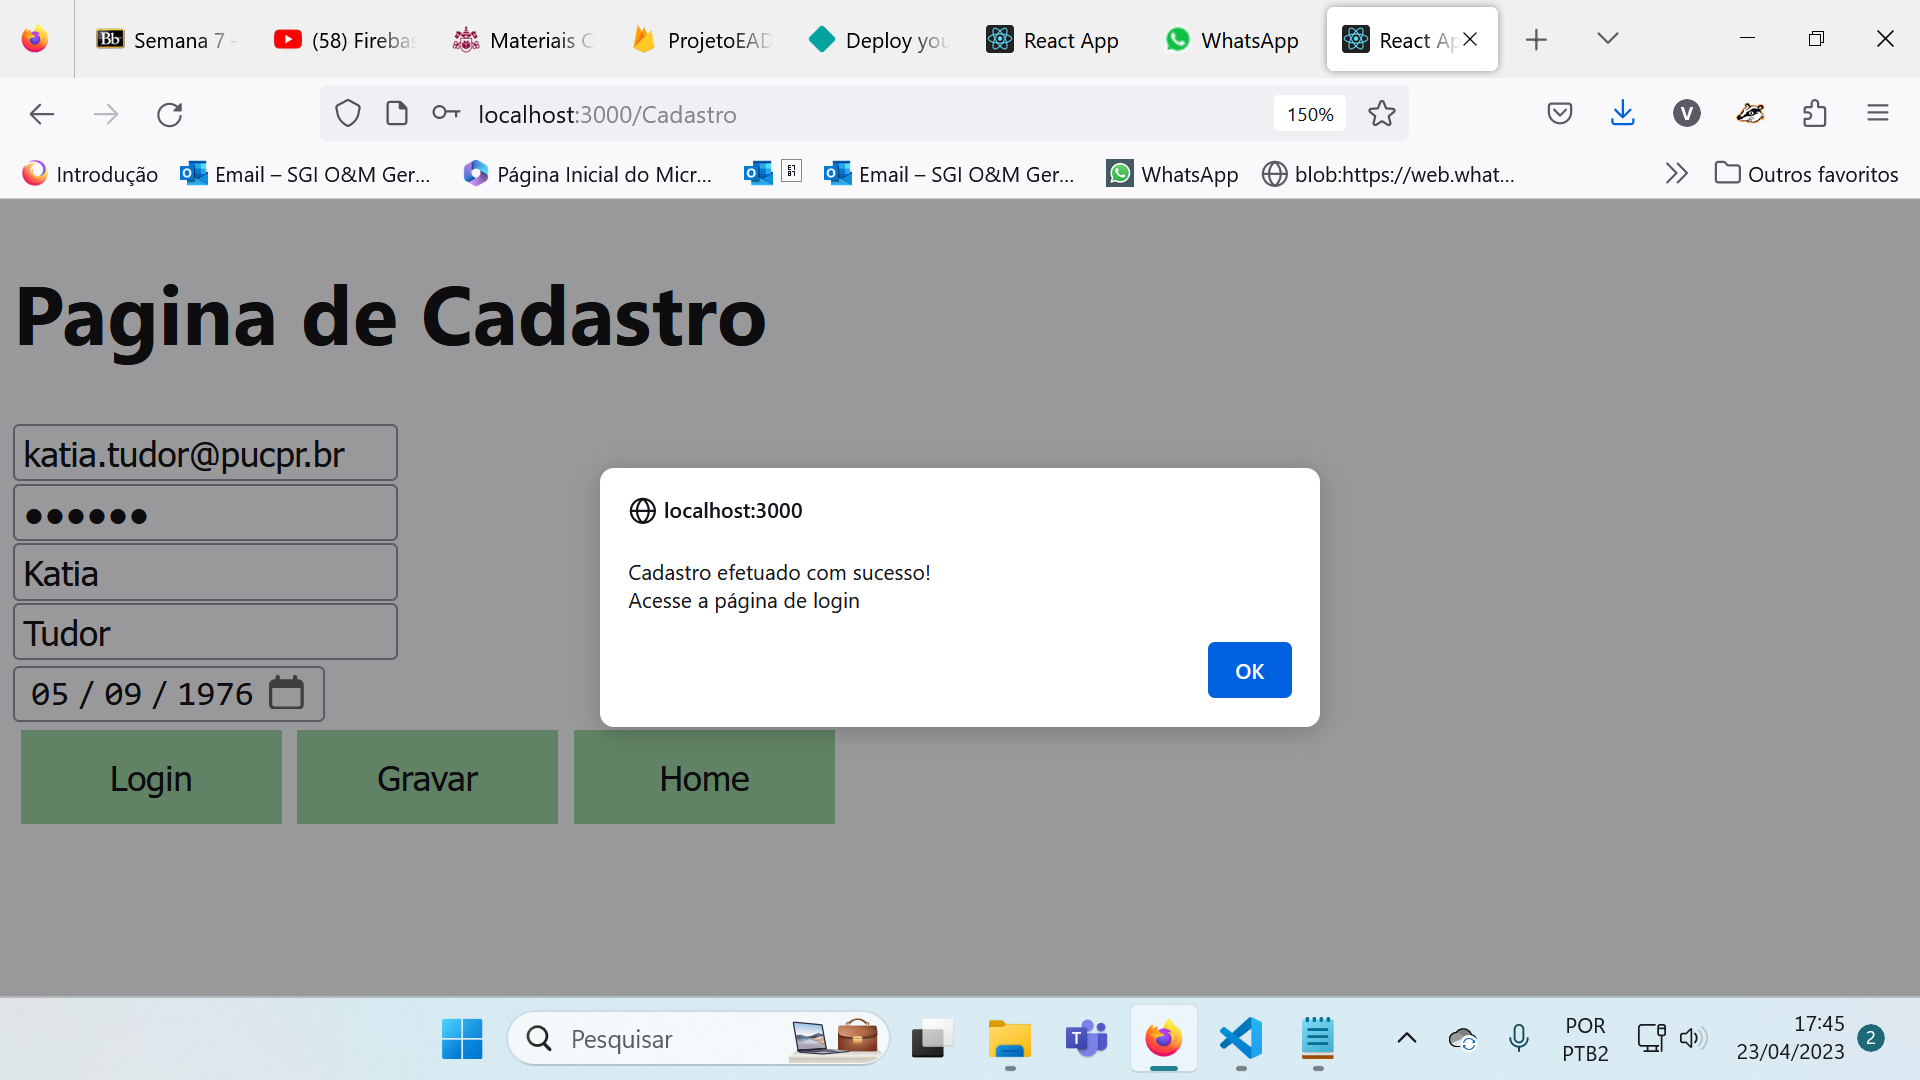 Semana 7 -
(58) Firebas
Materiais C
ProjetoEAD
Deploy you
React App
WhatsApp
React Ap
localhost:3000/Cadastro
150%
V
Introdução
Email – SGI O&M Ger...
Página Inicial do Micr...
Email – SGI O&M Ger...
WhatsApp
blob:https://web.what...
Outros favoritos
Pagina de Cadastro
katia.tudor@pucpr.br
●●●●●●
Katia
Tudor
05 / 09 / 1976
Login
Gravar
Home
localhost:3000
Cadastro efetuado com sucesso!
Acesse a página de login
OK
Pesquisar
POR
PTB2
17:45
23/04/2023
2